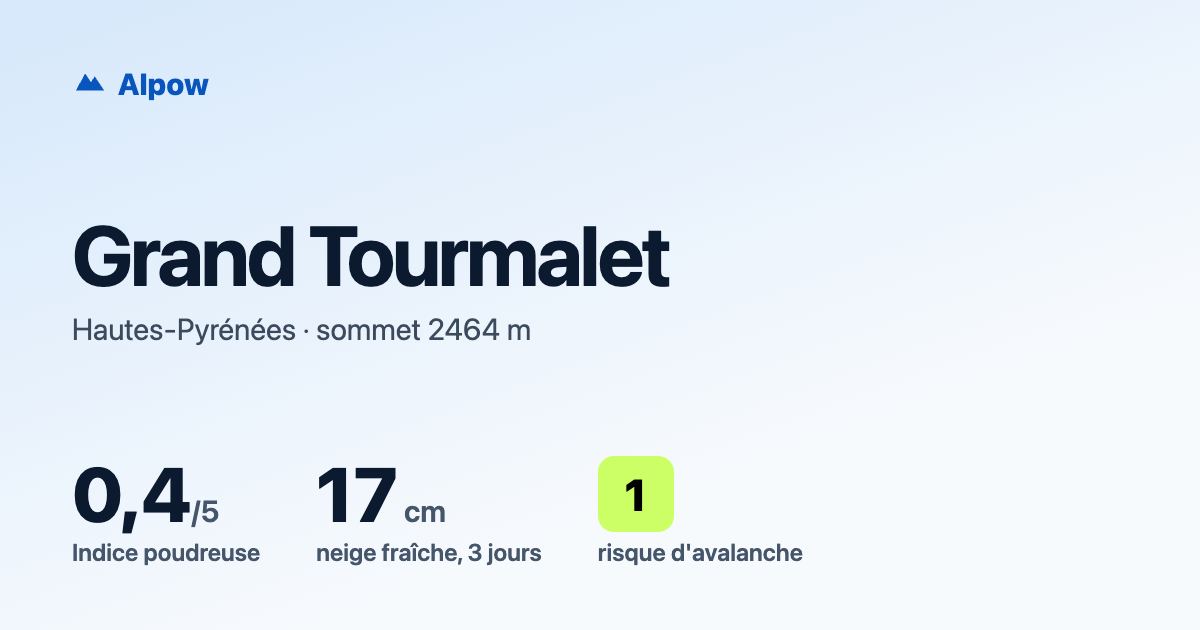 Alpow
Grand Tourmalet
Hautes-Pyrénées · sommet 2464 m
0,4/5
Indice poudreuse
17 cm
neige fraîche, 3 jours
1
risque d'avalanche